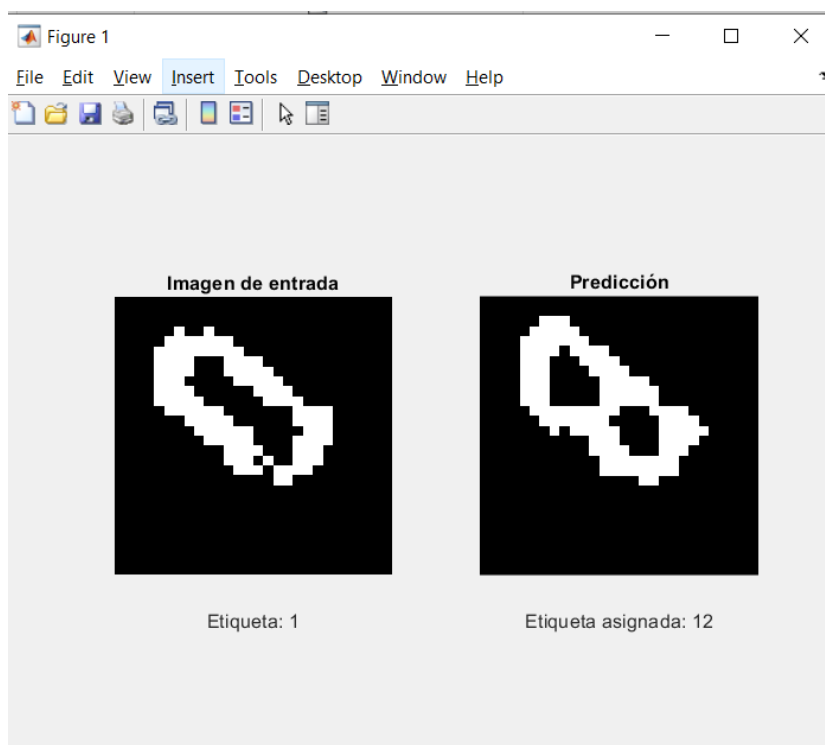 Figure 1
File Edit View Insert Tools Desktop Window Help
Imagen de entrada
Predicción
Etiqueta: 1
Etiqueta asignada: 12